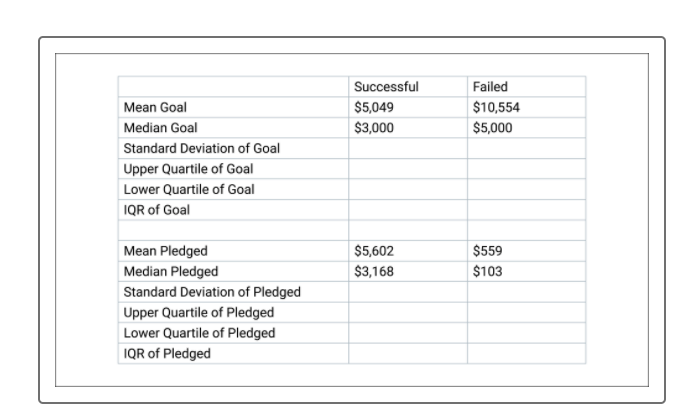 Successful Failed
Mean Goal $5,049 $10,554
Median Goal $3,000 $5,000
Standard Deviation of Goal
Upper Quartile of Goal
Lower Quartile of Goal
IQR of Goal
Mean Pledged $5,602 $559
Median Pledged $3,168 $103
Standard Deviation of Pledged
Upper Quartile of Pledged
Lower Quartile of Pledged
IQR of Pledged